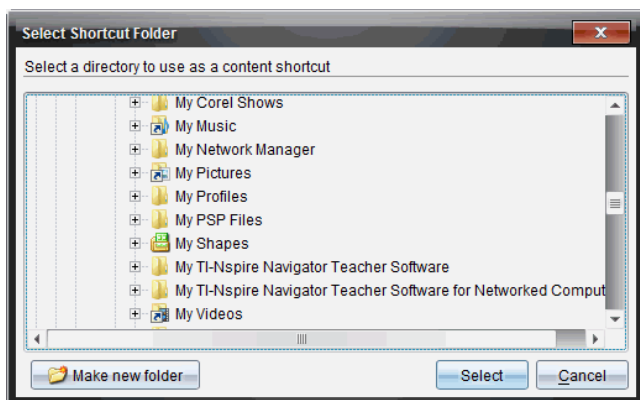 Select Shortcut Folder
Select a directory to use as a content shortcut
My Corel Shows
My Music
My Network Manager
My Pictures
My Profiles
My PSP Files
My Shapes
My TI-Nspire Navigator Teacher Software
My TI-Nspire Navigator Teacher Software for Networked Comput
My Videos
Make new folder
Select
Cancel